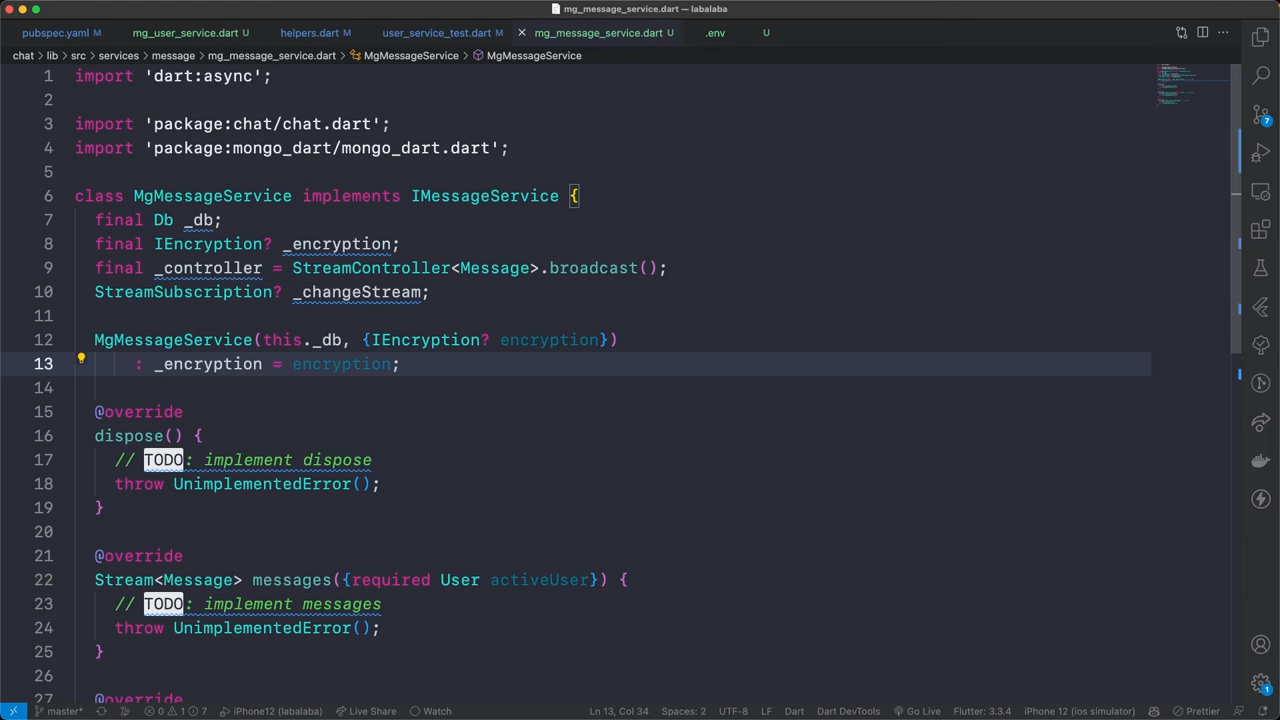 mg_message_service.dart — labalaba
pubspec.yaml M
mg_user_service.dart U
helpers.dart M
user_service_test.dart M
mg_message_service.dart U
.env U
chat > lib > src > services > message > mg_message_service.dart > MgMessageService > MgMessageService
1 import 'dart:async';
2
3 import 'package:chat/chat.dart';
4 import 'package:mongo_dart/mongo_dart.dart';
5
6 class MgMessageService implements IMessageService {
7 final Db _db;
8 final IEncryption? _encryption;
9 final _controller = StreamController<Message>.broadcast();
10 StreamSubscription? _changeStream;
11
12 MgMessageService(this._db, {IEncryption? encryption})
13 : _encryption = encryption;
14
15 @override
16 dispose() {
17 // TODO: implement dispose
18 throw UnimplementedError();
19 }
20
21 @override
22 Stream<Message> messages({required User activeUser}) {
23 // TODO: implement messages
24 throw UnimplementedError();
25 }
26
27 @override
7
1
master* 0 1 7 iPhone12 (labalaba) Live Share Watch Ln 13, Col 34 Spaces: 2 UTF-8 LF Dart Dart DevTools Go Live Flutter: 3.3.4 iPhone 12 (ios simulator) Prettier